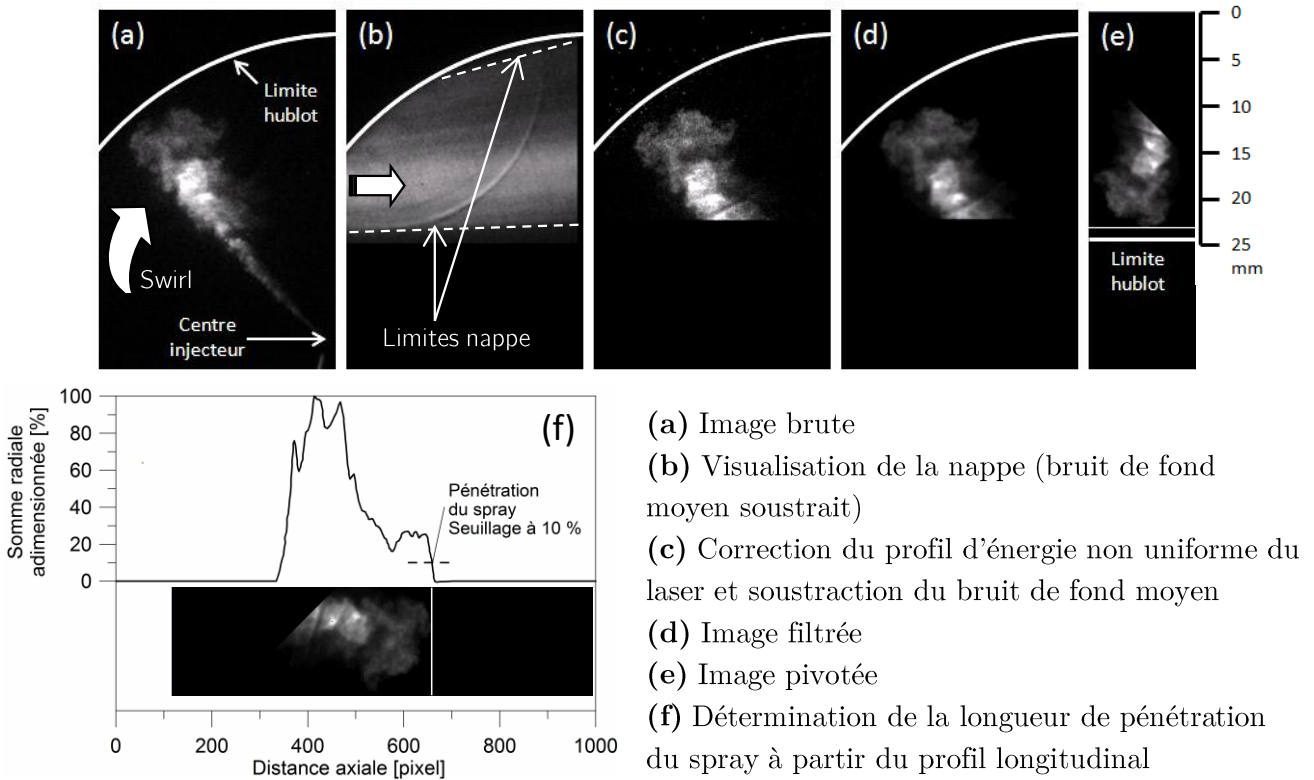 (a)
Limite
hublot
Swirl
Centre
injecteur
(b)
Limites nappe
(c)
(d)
(e)
Limite
hublot
0
5
10
15
20
25
mm
Somme radiale
adimensionnée [%]
100
80
60
40
20
0
(f)
Pénétration
du spray
Seuillage à 10 %
0
200
400
600
800
1000
Distance axiale [pixel]
(a) Image brute
(b) Visualisation de la nappe (bruit de fond
moyen soustrait)
(c) Correction du profil d'énergie non uniforme du
laser et soustraction du bruit de fond moyen
(d) Image filtrée
(e) Image pivotée
(f) Détermination de la longueur de pénétration
du spray à partir du profil longitudinal